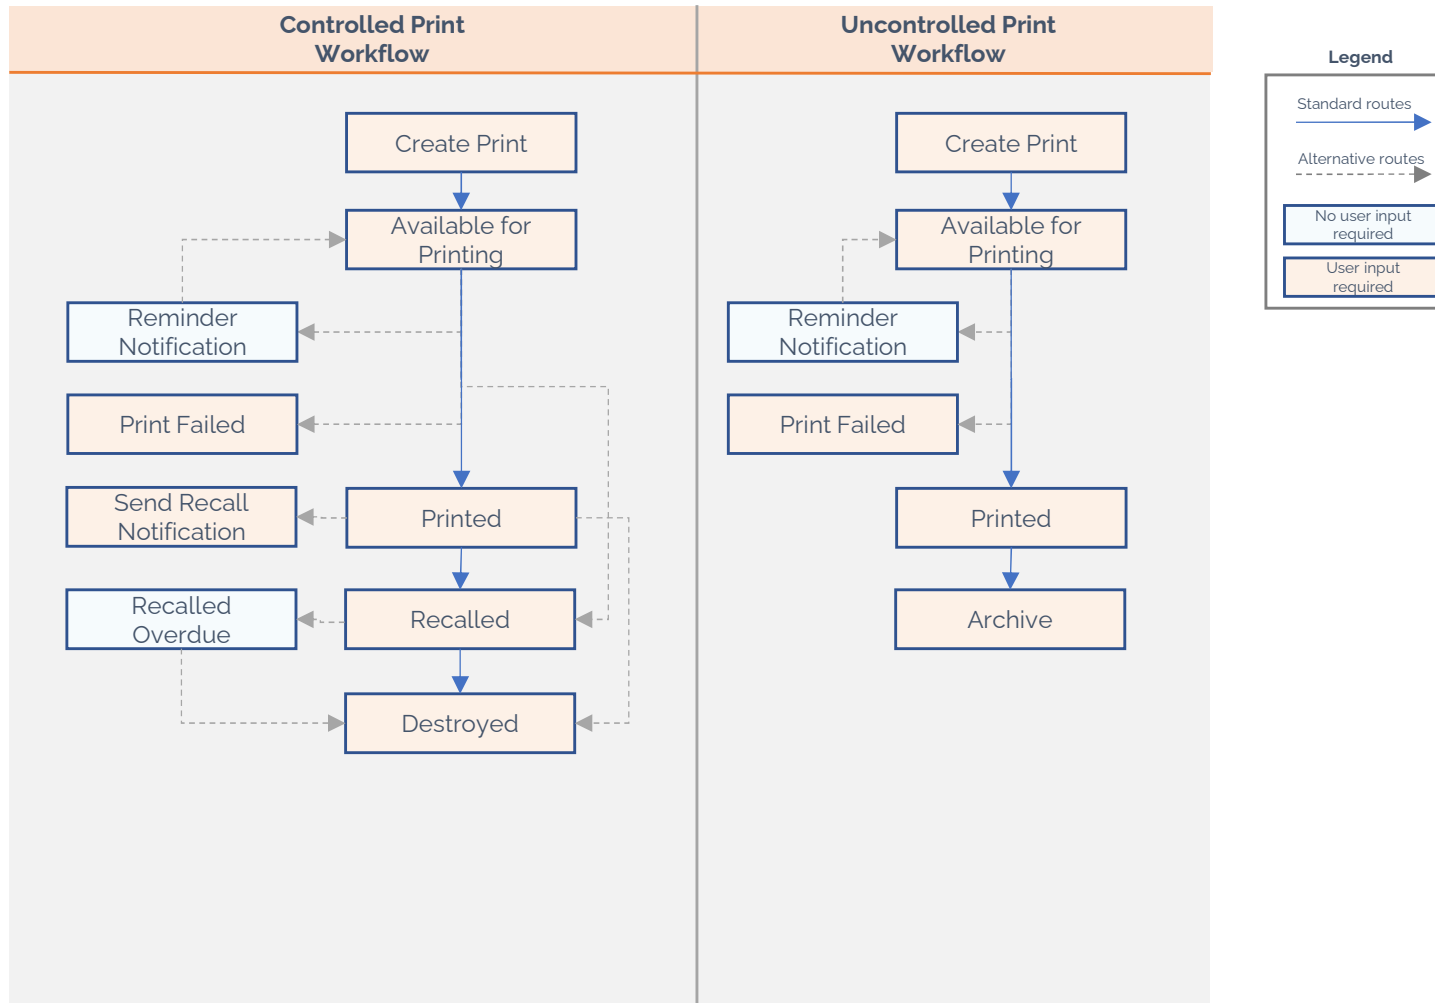 Controlled Print
Workflow
Create Print
Available for
Printing
Reminder
Notification
Print Failed
Send Recall
Notification
Printed
Recalled
Overdue
Recalled
Destroyed
Uncontrolled Print
Workflow
Create Print
Available for
Printing
Reminder
Notification
Print Failed
Printed
Archive
Legend
Standard routes
Alternative routes
No user input
required
User input
required